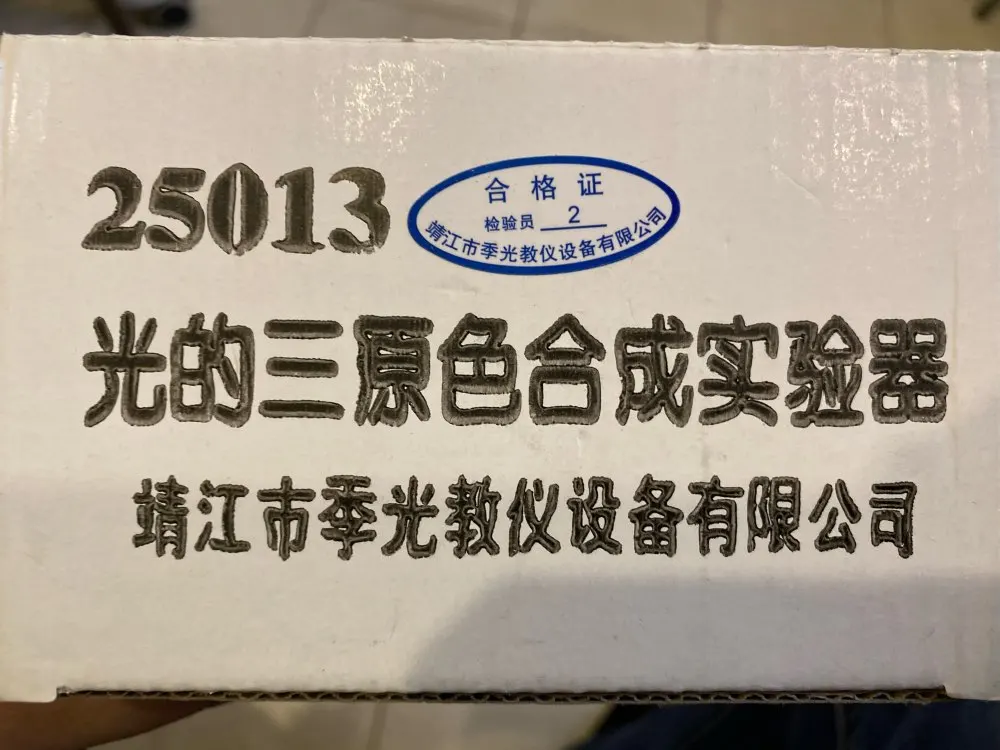 25013
合格证
检验员 2
靖江市季光教仪设备有限公司
光的三原色合成实验器
靖江市季光教仪设备有限公司